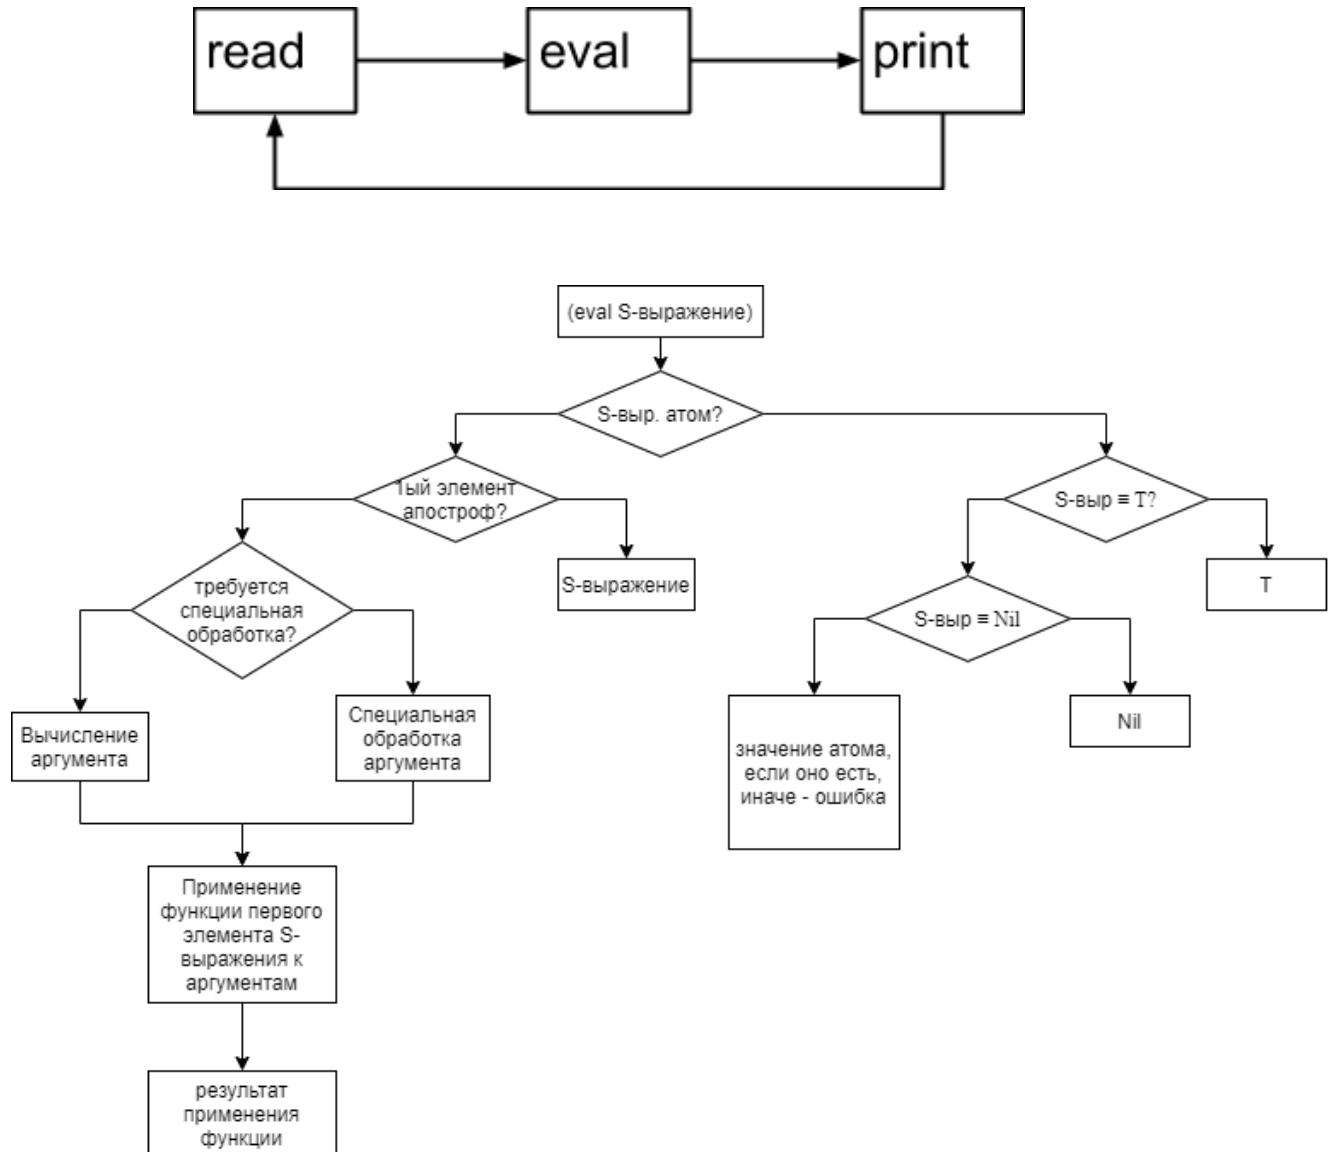 read
eval
print
(eval S-выражение)
S-выр. атом?
1ый элемент
апостроф?
S-выр ≡ T?
требуется
специальная
обработка?
S-выражение
S-выр ≡ Nil
T
Вычисление
аргумента
Специальная
обработка
аргумента
значение атома,
если оно есть,
иначе - ошибка
Nil
Применение
функции первого
элемента S-
выражения к
аргументам
результат
применения
функции